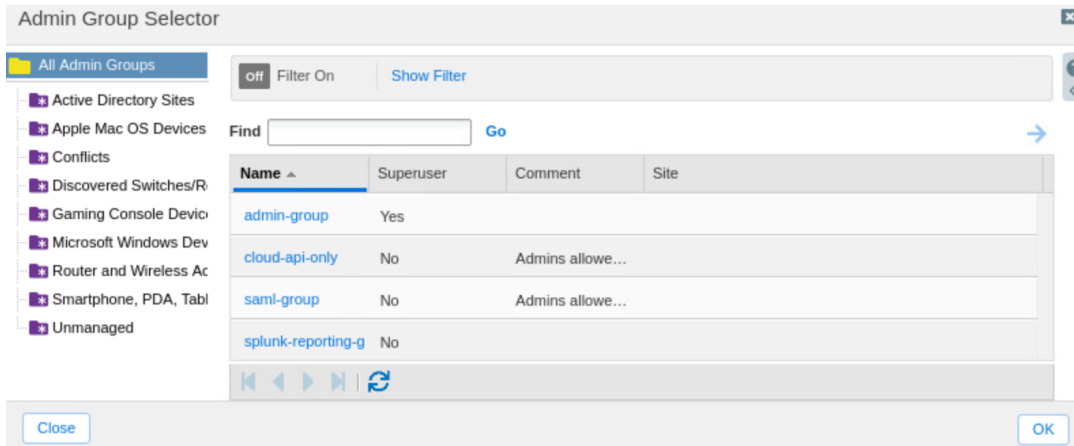 Admin Group Selector
All Admin Groups
Active Directory Sites
Apple Mac OS Devices
Conflicts
Discovered Switches/R
Gaming Console Devic
Microsoft Windows Dev
Router and Wireless Ac
Smartphone, PDA, Tabl
Unmanaged
Off Filter On Show Filter
Find Go
Name Superuser Comment Site
admin-group Yes
cloud-api-only No Admins allowe...
saml-group No Admins allowe...
splunk-reporting-g No
Close OK